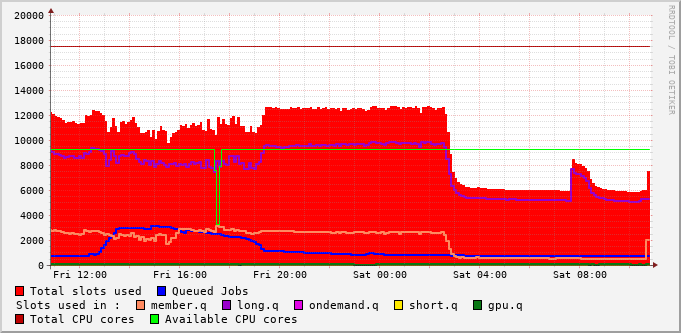 20000
18000
16000
14000
12000
10000
8000
6000
4000
2000
0
Fri 12:00 Fri 16:00 Fri 20:00 Sat 00:00 Sat 04:00 Sat 08:00
RRDTOOL / TOBI OETIKER
Total slots used Queued Jobs
Slots used in : member.q long.q ondemand.q short.q gpu.q
Total CPU cores Available CPU cores